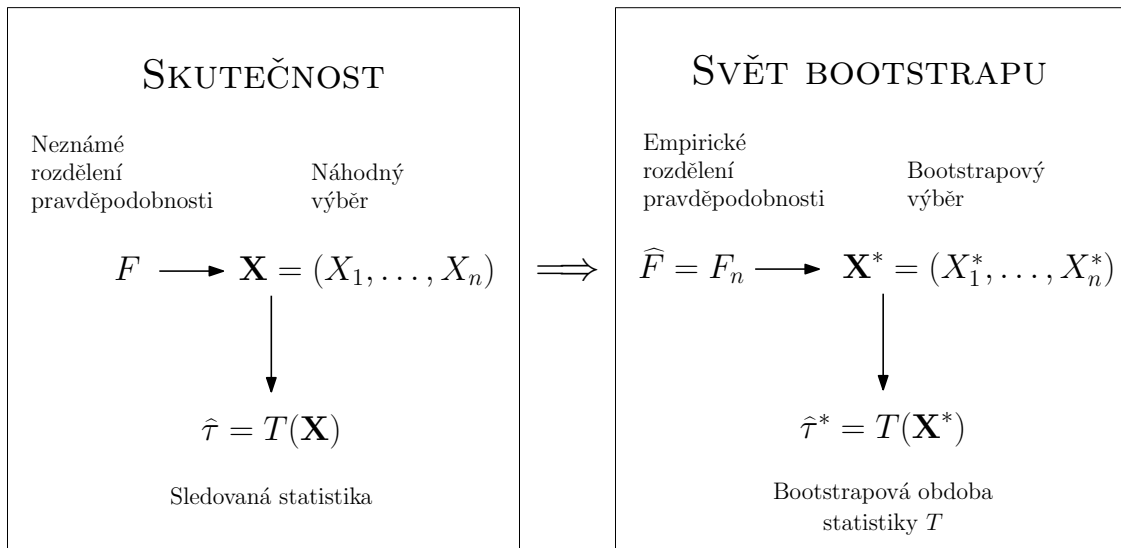 SKUTEČNOST
Neznámé
rozdělení
pravděpodobnosti
Náhodný
výběr
F ⟶ X = (X₁, . . . , Xₙ)
τ̂ = T(X)
Sledovaná statistika
⟹
SVĚT BOOTSTRAPU
Empirické
rozdělení
pravděpodobnosti
Bootstrapový
výběr
F̂ = Fₙ ⟶ X* = (X₁*, . . . , Xₙ*)
τ̂* = T(X*)
Bootstrapová obdoba
statistiky T